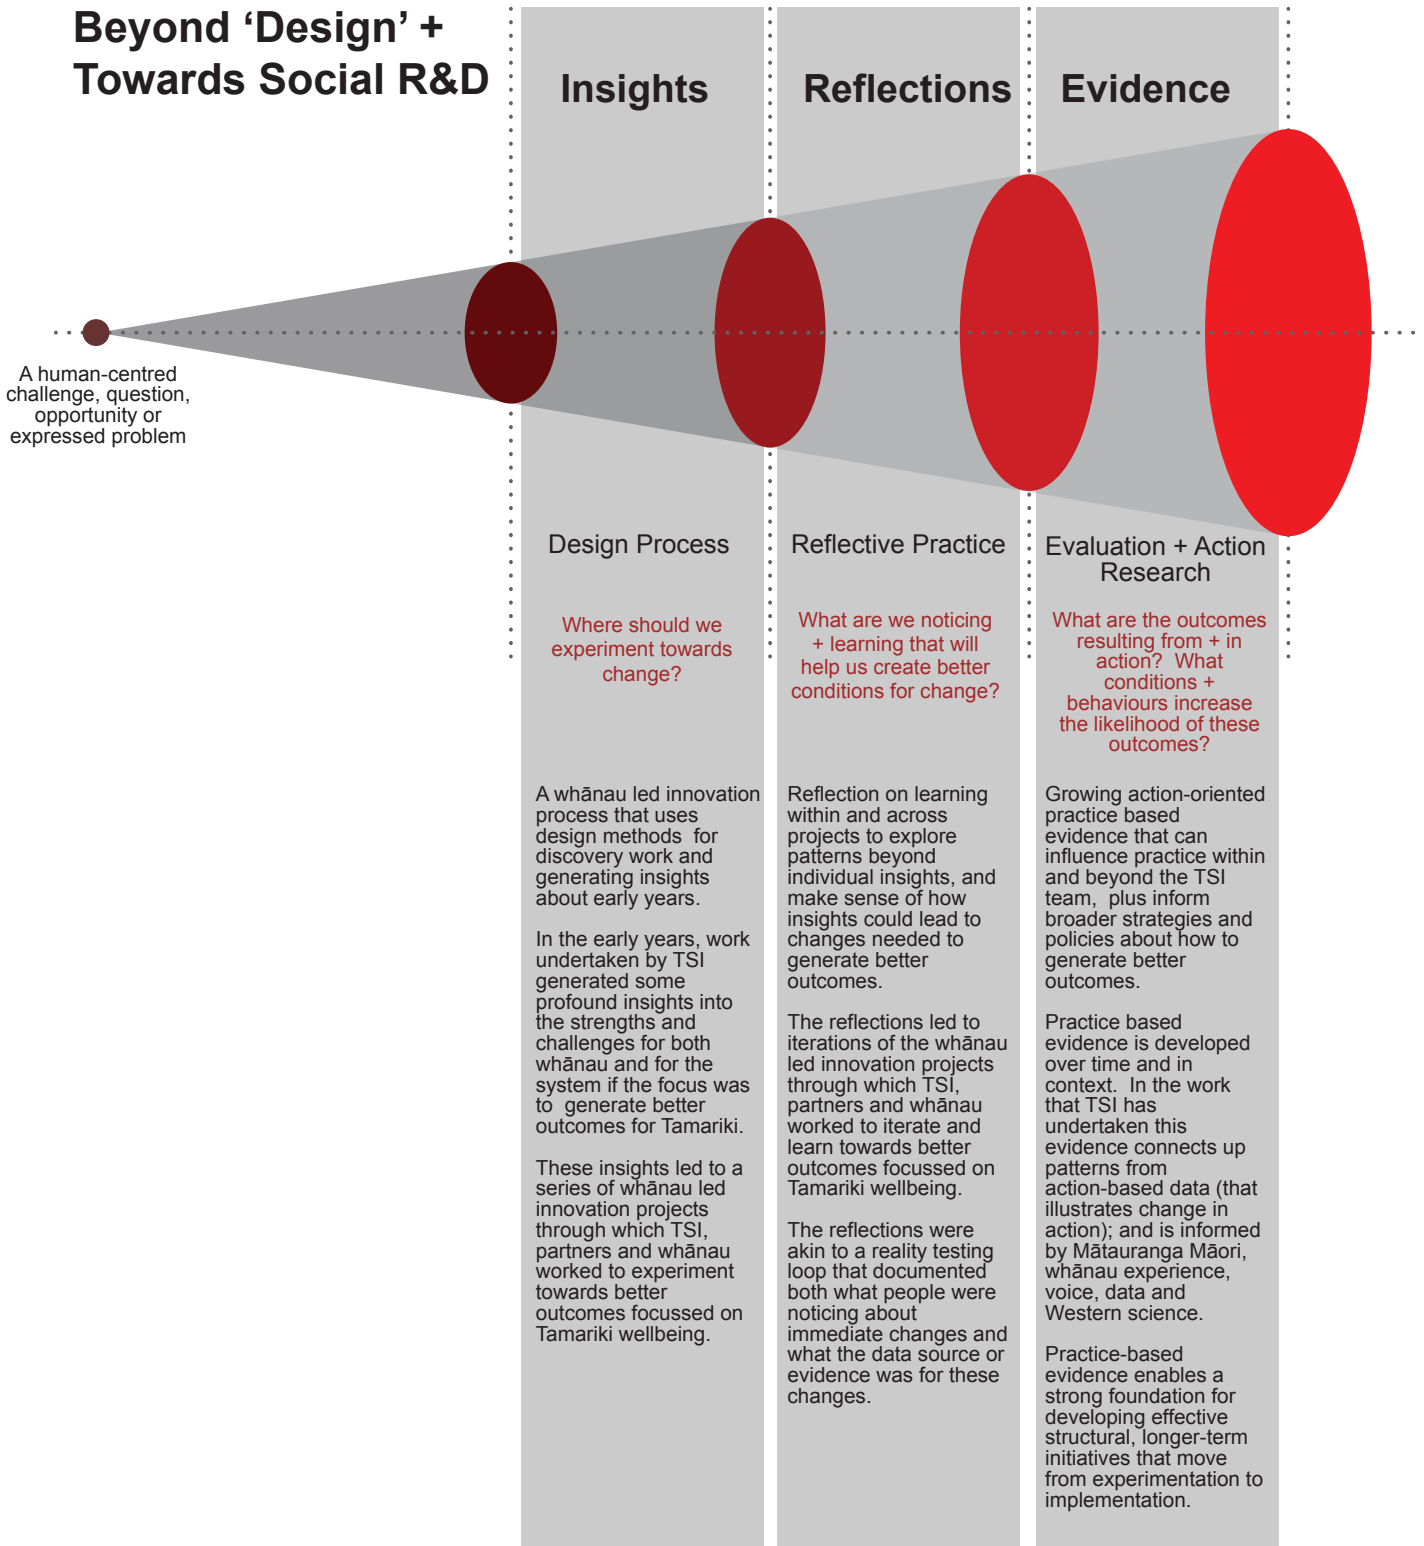 Beyond ‘Design’ +
Towards Social R&D
Insights
Reflections
Evidence
A human-centred
challenge, question,
opportunity or
expressed problem
Design Process
Where should we
experiment towards
change?
A whānau led innovation
process that uses
design methods for
discovery work and
generating insights
about early years.
In the early years, work
undertaken by TSI
generated some
profound insights into
the strengths and
challenges for both
whānau and for the
system if the focus was
to generate better
outcomes for Tamariki.
These insights led to a
series of whānau led
innovation projects
through which TSI,
partners and whānau
worked to experiment
towards better
outcomes focussed on
Tamariki wellbeing.
Reflective Practice
What are we noticing
+ learning that will
help us create better
conditions for change?
Reflection on learning
within and across
projects to explore
patterns beyond
individual insights, and
make sense of how
insights could lead to
changes needed to
generate better
outcomes.
The reflections led to
iterations of the whānau
led innovation projects
through which TSI,
partners and whānau
worked to iterate and
learn towards better
outcomes focussed on
Tamariki wellbeing.
The reflections were
akin to a reality testing
loop that documented
both what people were
noticing about
immediate changes and
what the data source or
evidence was for these
changes.
Evaluation + Action
Research
What are the outcomes
resulting from + in
action? What
conditions +
behaviours increase
the likelihood of these
outcomes?
Growing action-oriented
practice based
evidence that can
influence practice within
and beyond the TSI
team, plus inform
broader strategies and
policies about how to
generate better
outcomes.
Practice based
evidence is developed
over time and in
context. In the work
that TSI has
undertaken this
evidence connects up
patterns from
action-based data (that
illustrates change in
action); and is informed
by Mātauranga Māori,
whānau experience,
voice, data and
Western science.
Practice-based
evidence enables a
strong foundation for
developing effective
structural, longer-term
initiatives that move
from experimentation to
implementation.